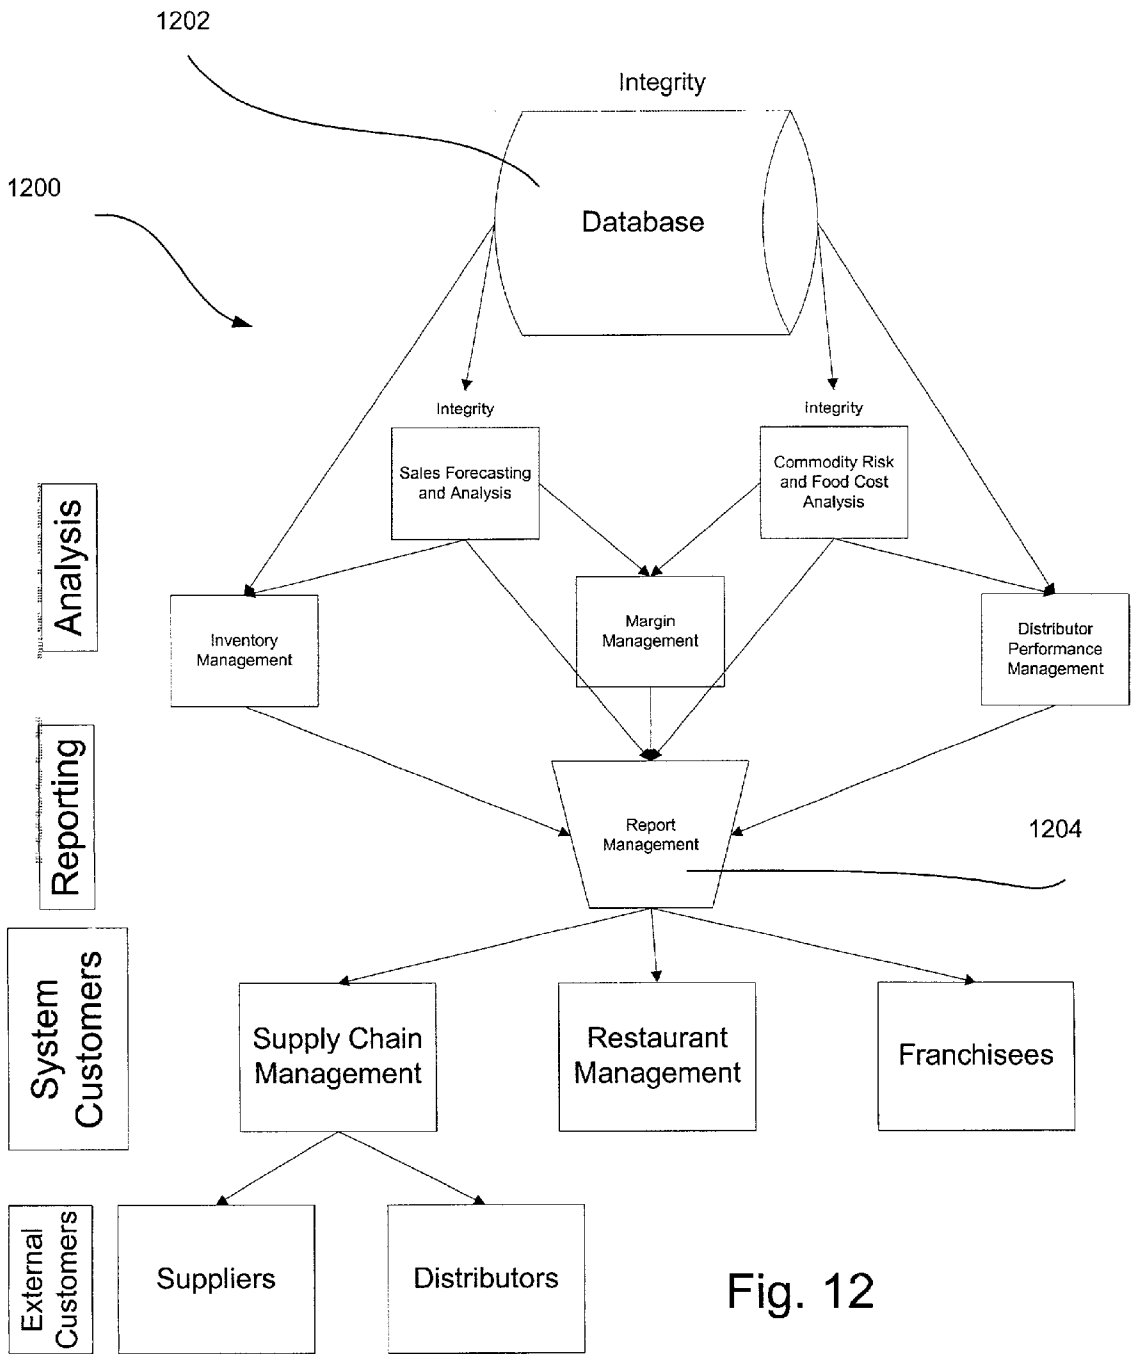 1202
Integrity
1200
Database
Integrity
integrity
Sales Forecasting
and Analysis
Commodity Risk
and Food Cost
Analysis
Analysis
Inventory
Management
Margin
Management
Distributor
Performance
Management
Reporting
Report
Management
1204
System
Customers
Supply Chain
Management
Restaurant
Management
Franchisees
External
Customers
Suppliers
Distributors
Fig. 12